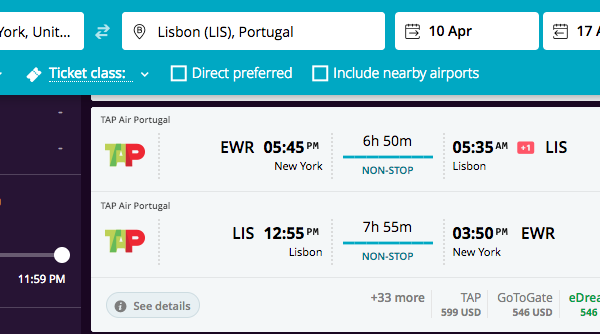 York, Unit...
Lisbon (LIS), Portugal
10 Apr
17 A
Ticket class:
Direct preferred
Include nearby airports
TAP Air Portugal
TAP
EWR 05:45 PM
New York
6h 50m
NON-STOP
05:35 AM +1 LIS
Lisbon
TAP Air Portugal
TAP
LIS 12:55 PM
Lisbon
7h 55m
NON-STOP
03:50 PM EWR
New York
11:59 PM
See details
+33 more
TAP
599 USD
GoToGate
546 USD
eDrea
546